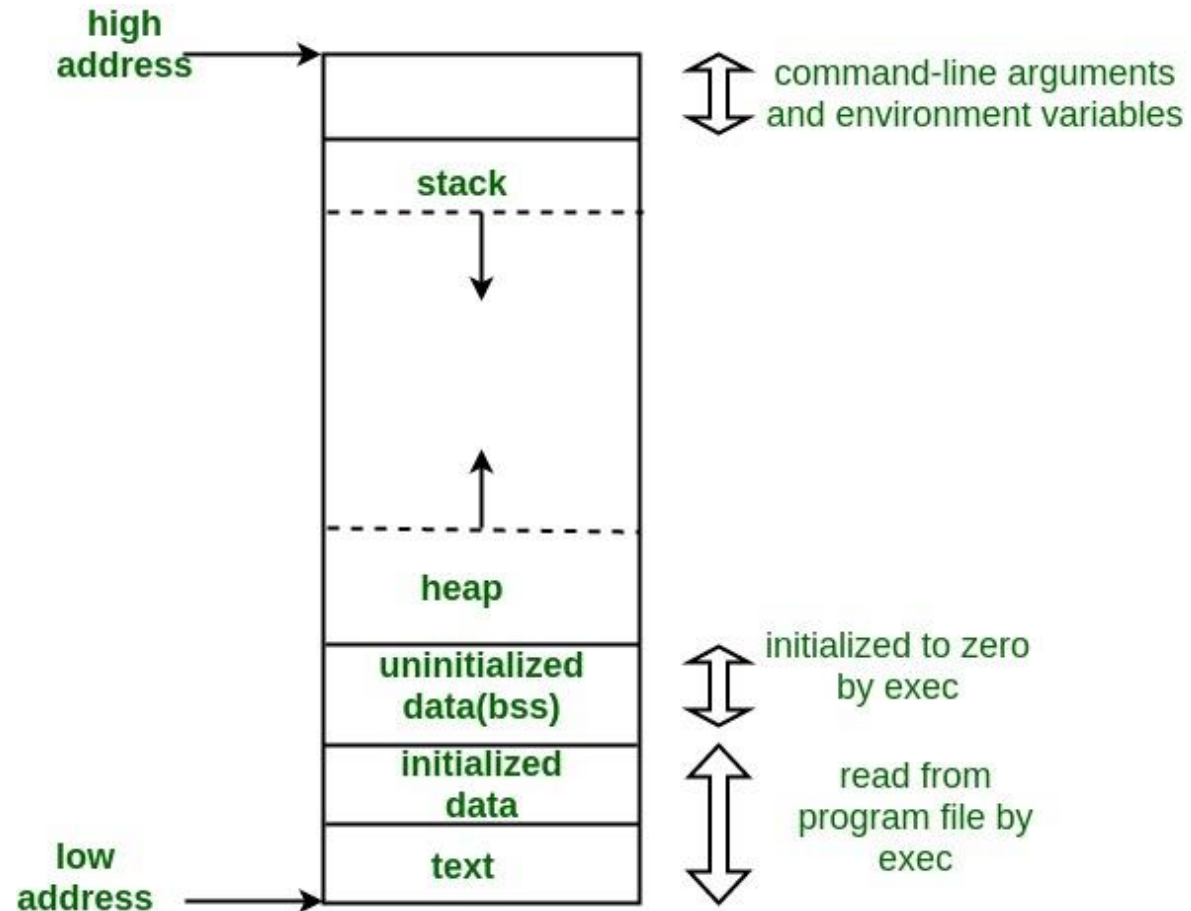 high
address
command-line arguments
and environment variables
stack
heap
uninitialized
data(bss)
initialized to zero
by exec
initialized
data
read from
program file by
exec
text
low
address